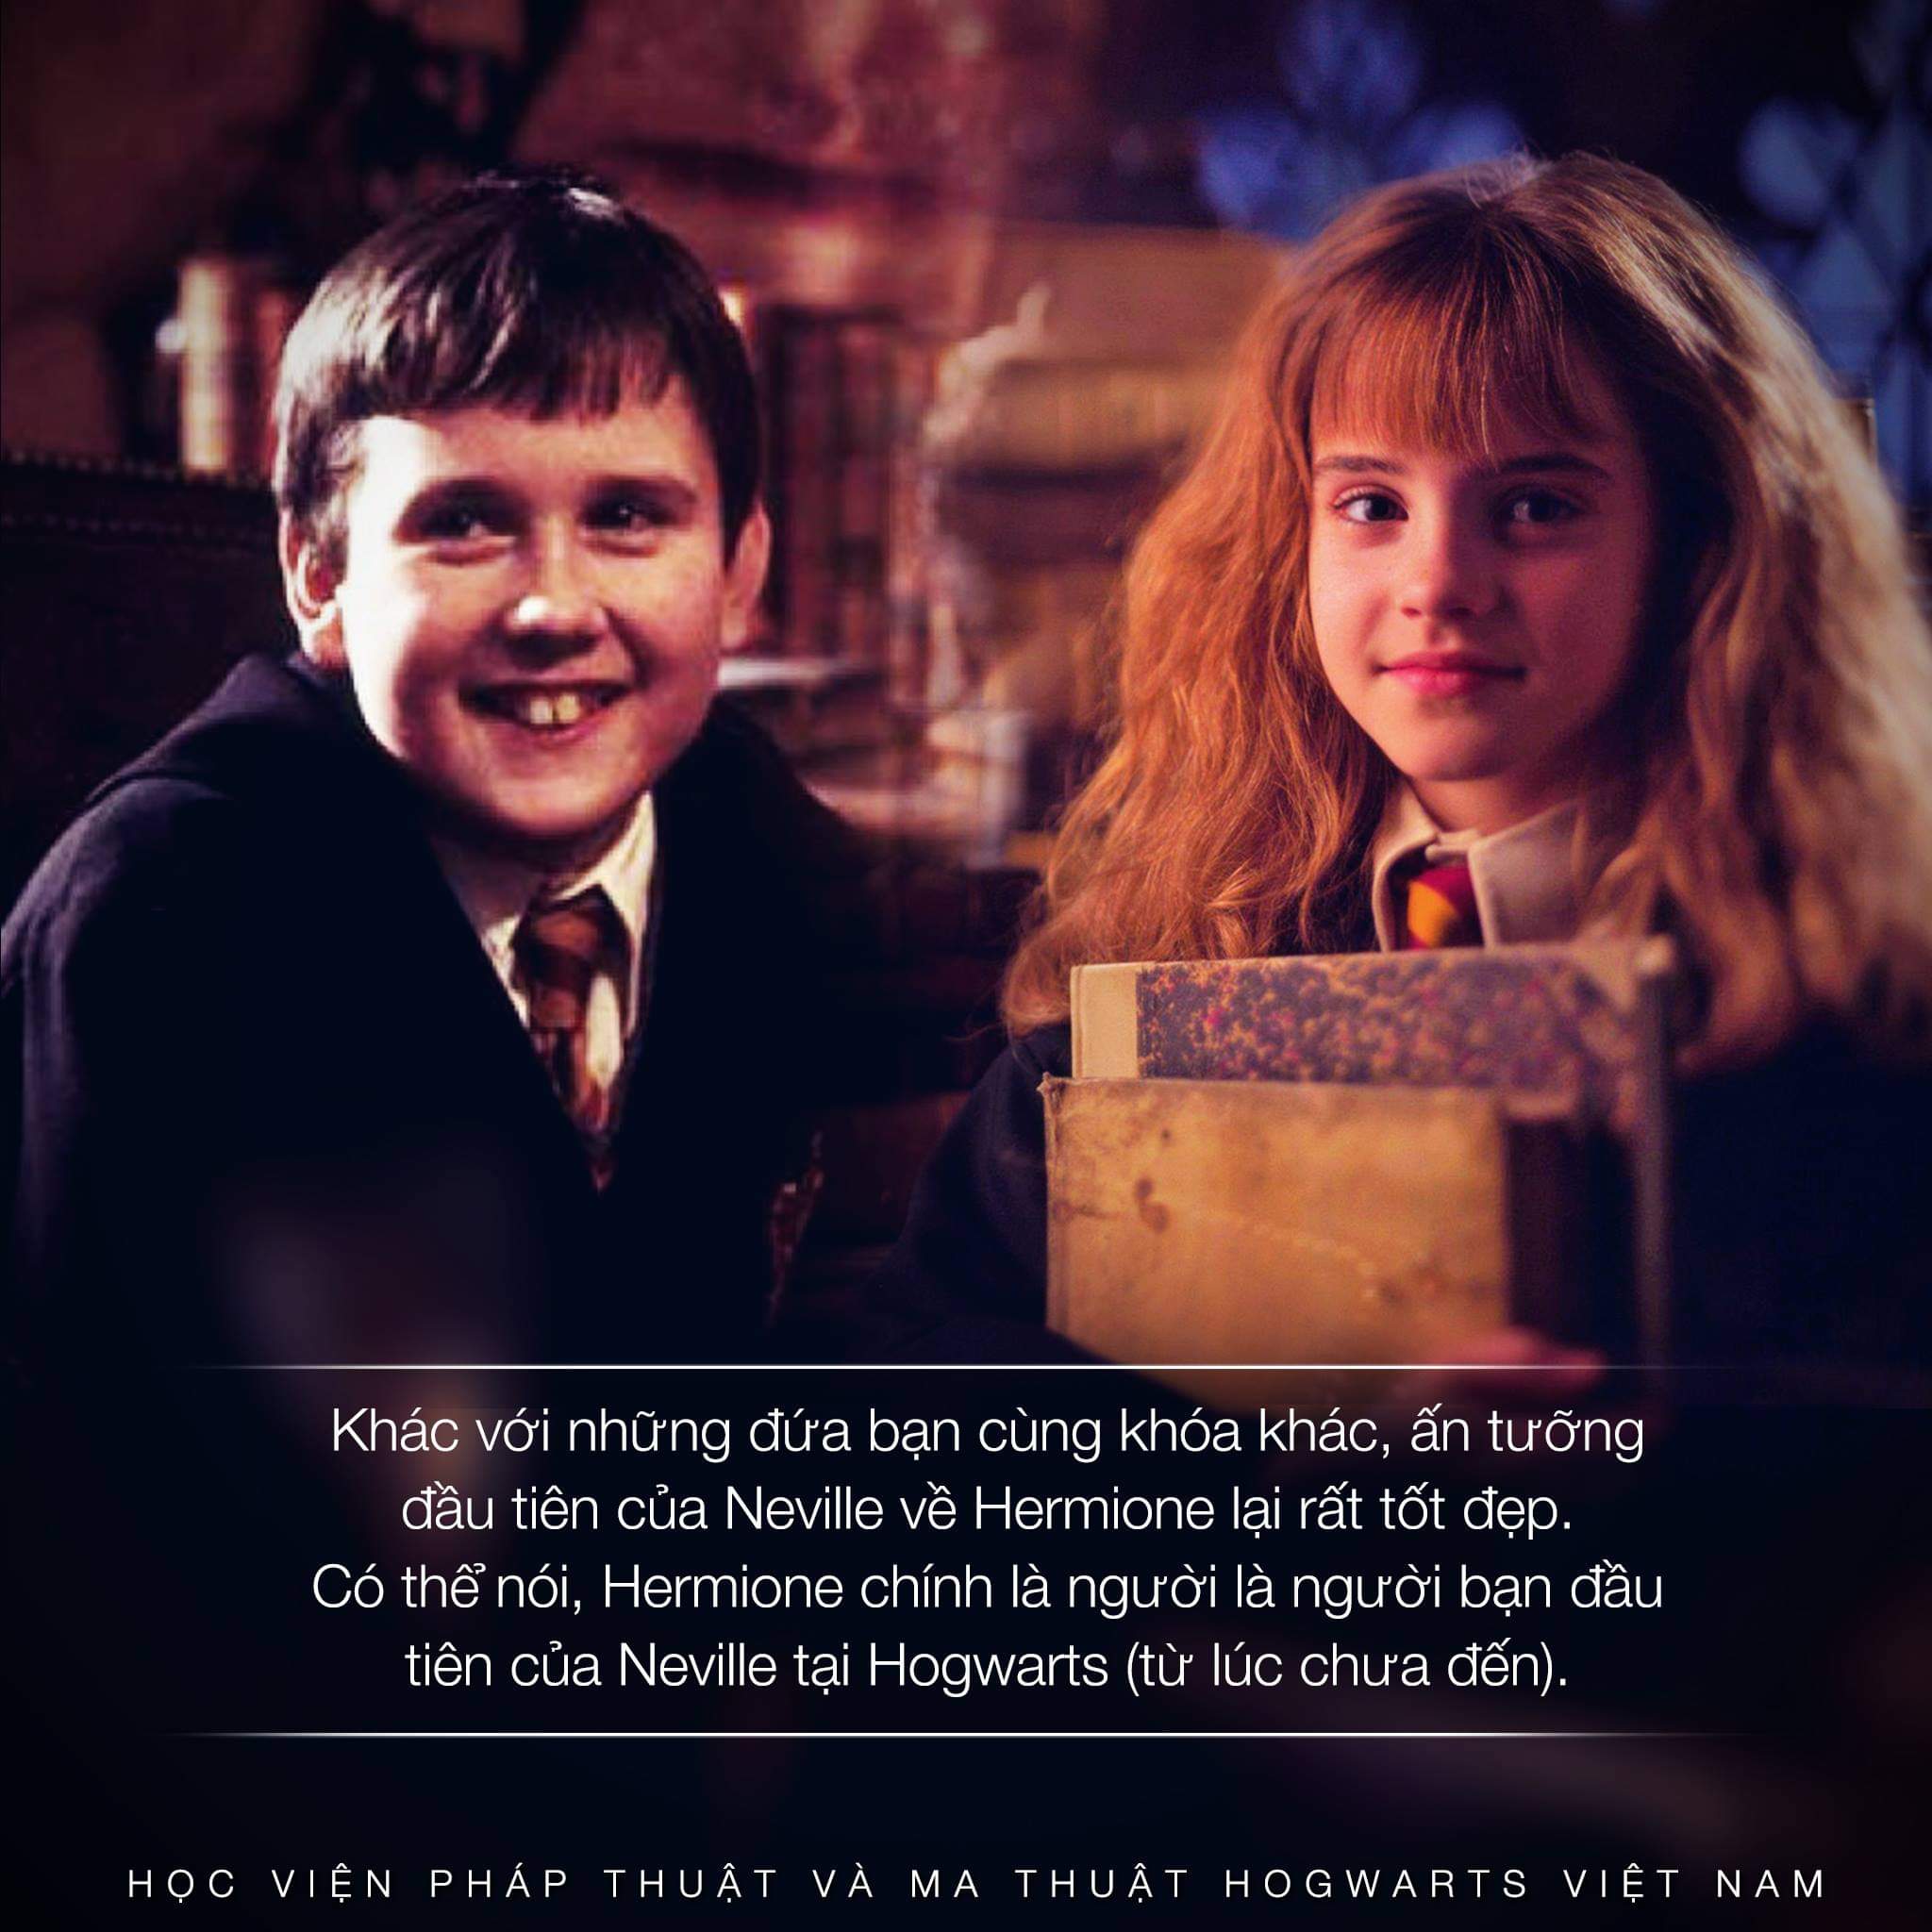 Khác với những đứa bạn cùng khóa khác, ấn tưỡng
đầu tiên của Neville về Hermione lại rất tốt đẹp.
Có thể nói, Hermione chính là người là người bạn đầu
tiên của Neville tại Hogwarts (từ lúc chưa đến).
HỌC VIỆN PHÁP THUẬT VÀ MA THUẬT HOGWARTS VIỆT NAM